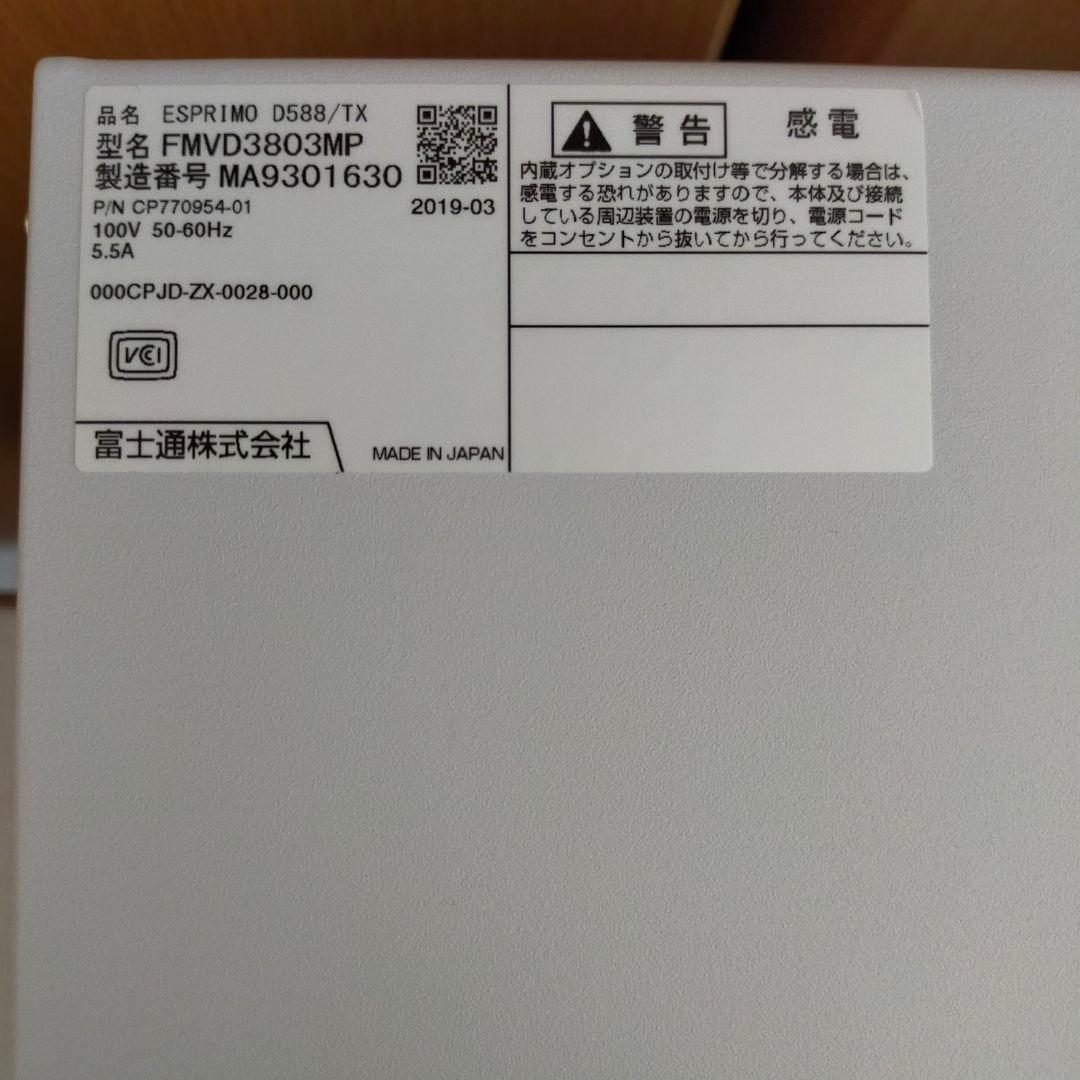 品名 ESPRIMO D588/TX
型名 FMVD3803MP
製造番号 MA9301630
P/N CP770954-01 2019-03
100V 50-60Hz
5.5A
000CPJD-ZX-0028-000
VCI
富士通株式会社
MADE IN JAPAN
警告 感電
内蔵オプションの取付け等で分解する場合は、
感電する恐れがありますので、本体及び接続
している周辺装置の電源を切り、電源コード
をコンセントから抜いてから行ってください。